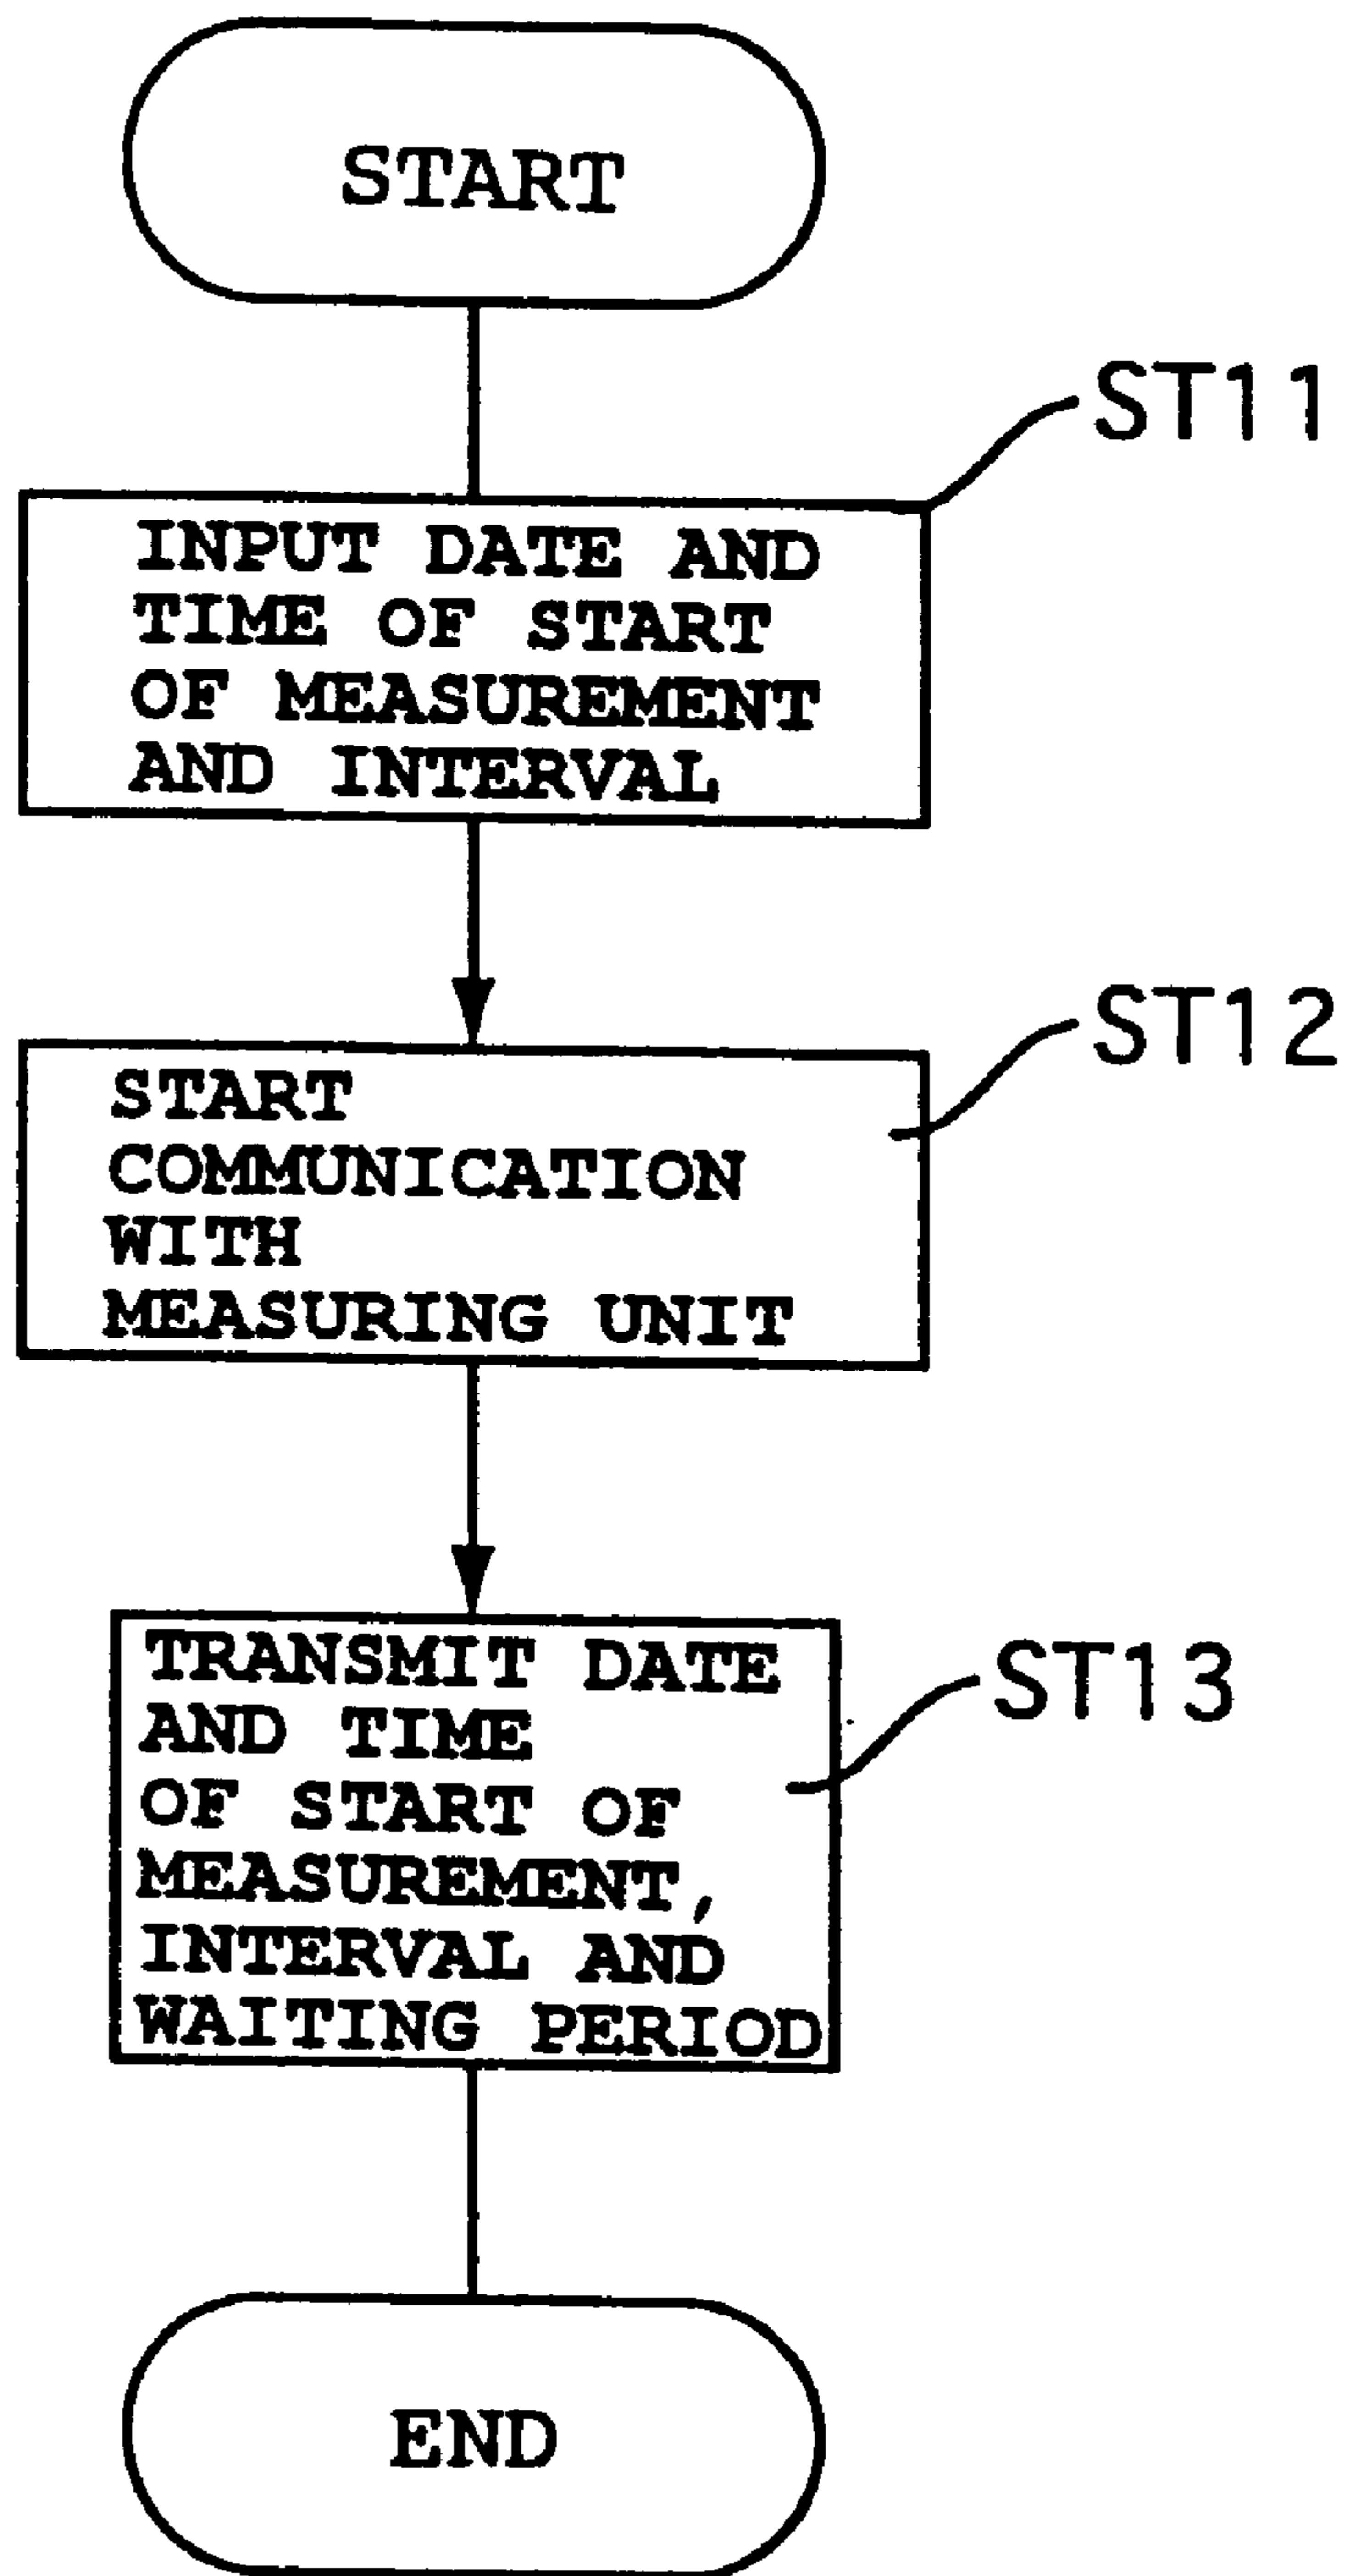 START
ST11
INPUT DATE AND
TIME OF START
OF MEASUREMENT
AND INTERVAL
ST12
START
COMMUNICATION
WITH
MEASURING UNIT
ST13
TRANSMIT DATE
AND TIME
OF START OF
MEASUREMENT,
INTERVAL AND
WAITING PERIOD
END